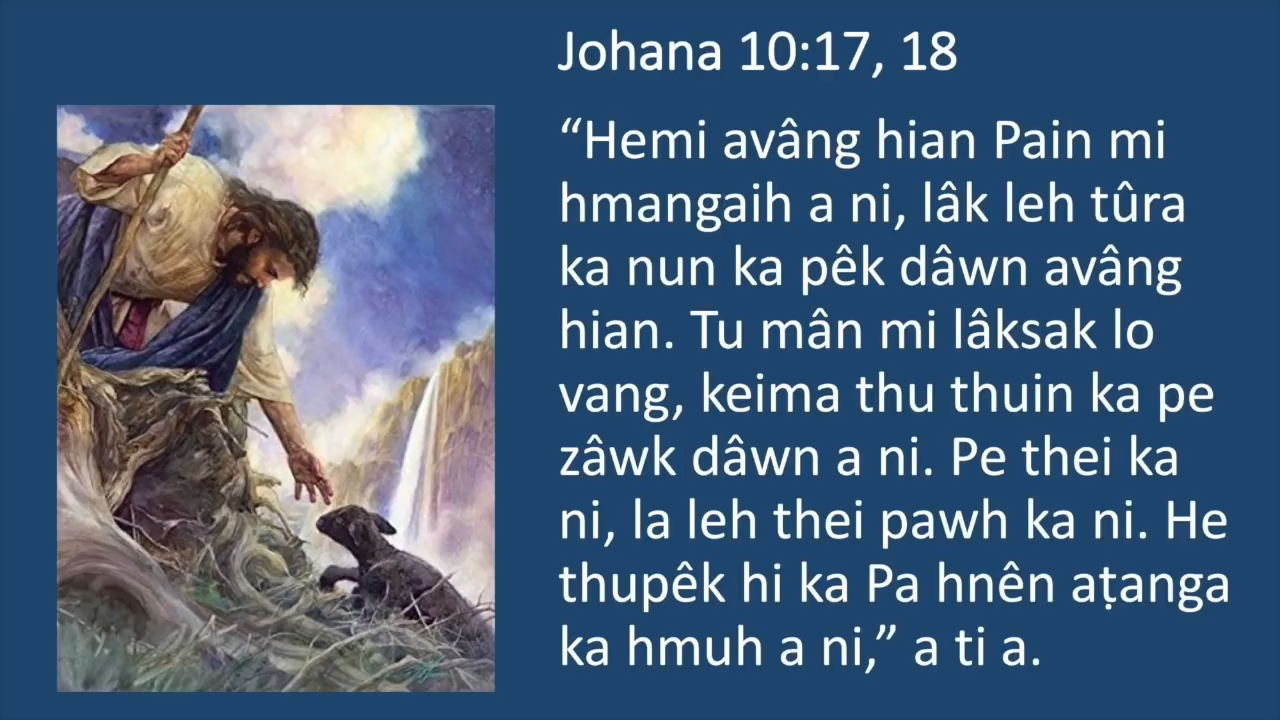 Johana 10:17, 18
“Hemi avâng hian Pain mi
hmangaih a ni, lâk leh tûra
ka nun ka pêk dâwn avâng
hian. Tu mân mi lâksak lo
vang, keima thu thuin ka pe
zâwk dâwn a ni. Pe thei ka
ni, la leh thei pawh ka ni. He
thupêk hi ka Pa hnên aṭanga
ka hmuh a ni,” a ti a.